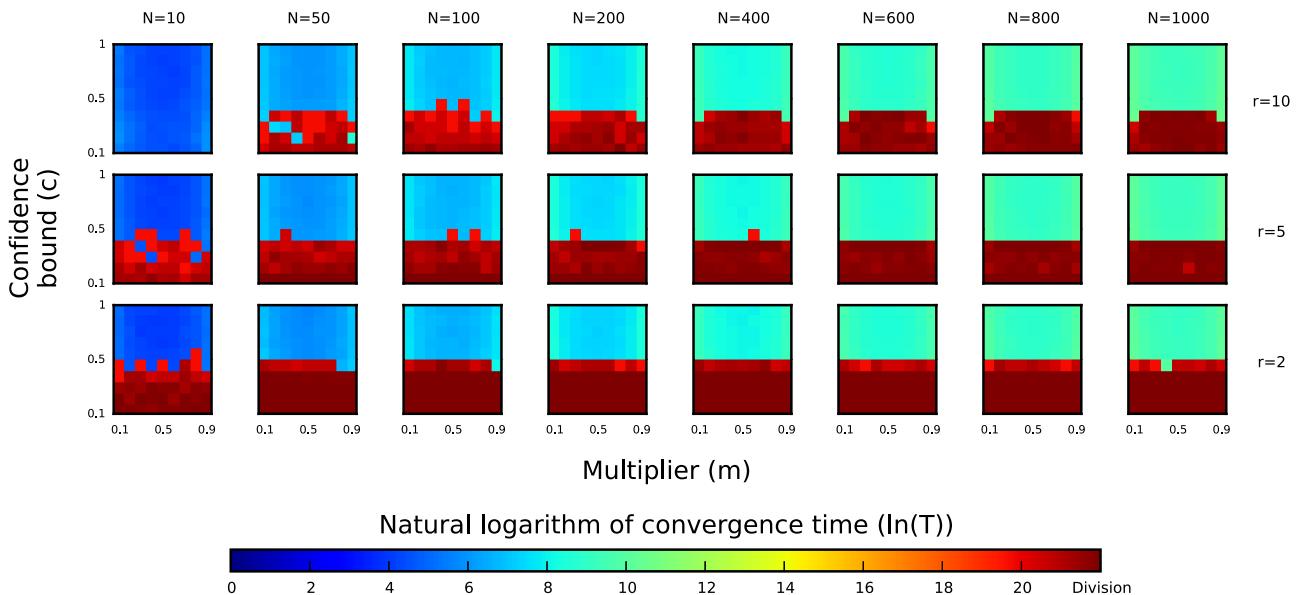 N=10 N=50 N=100 N=200 N=400 N=600 N=800 N=1000
1
0.5
0.1
r=10
1
0.5
0.1
r=5
1
0.5
0.1
r=2
Confidence
bound (c)
0.1 0.5 0.9 0.1 0.5 0.9 0.1 0.5 0.9 0.1 0.5 0.9 0.1 0.5 0.9 0.1 0.5 0.9 0.1 0.5 0.9 0.1 0.5 0.9
Multiplier (m)
Natural logarithm of convergence time (ln(T))
0 2 4 6 8 10 12 14 16 18 20 Division